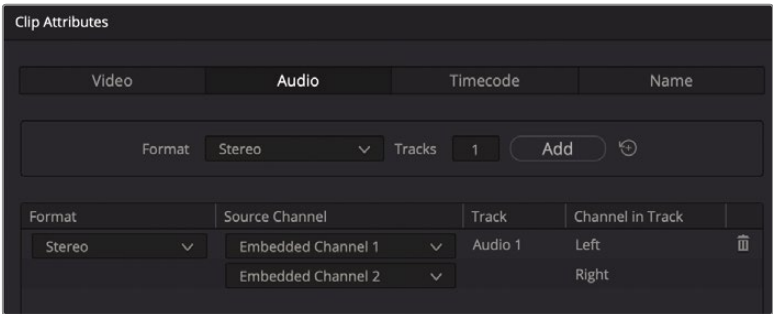 Clip Attributes
Video Audio Timecode Name
Format Stereo Tracks 1 Add
Format Source Channel Track Channel in Track
Stereo Embedded Channel 1 Audio 1 Left
Embedded Channel 2 Right